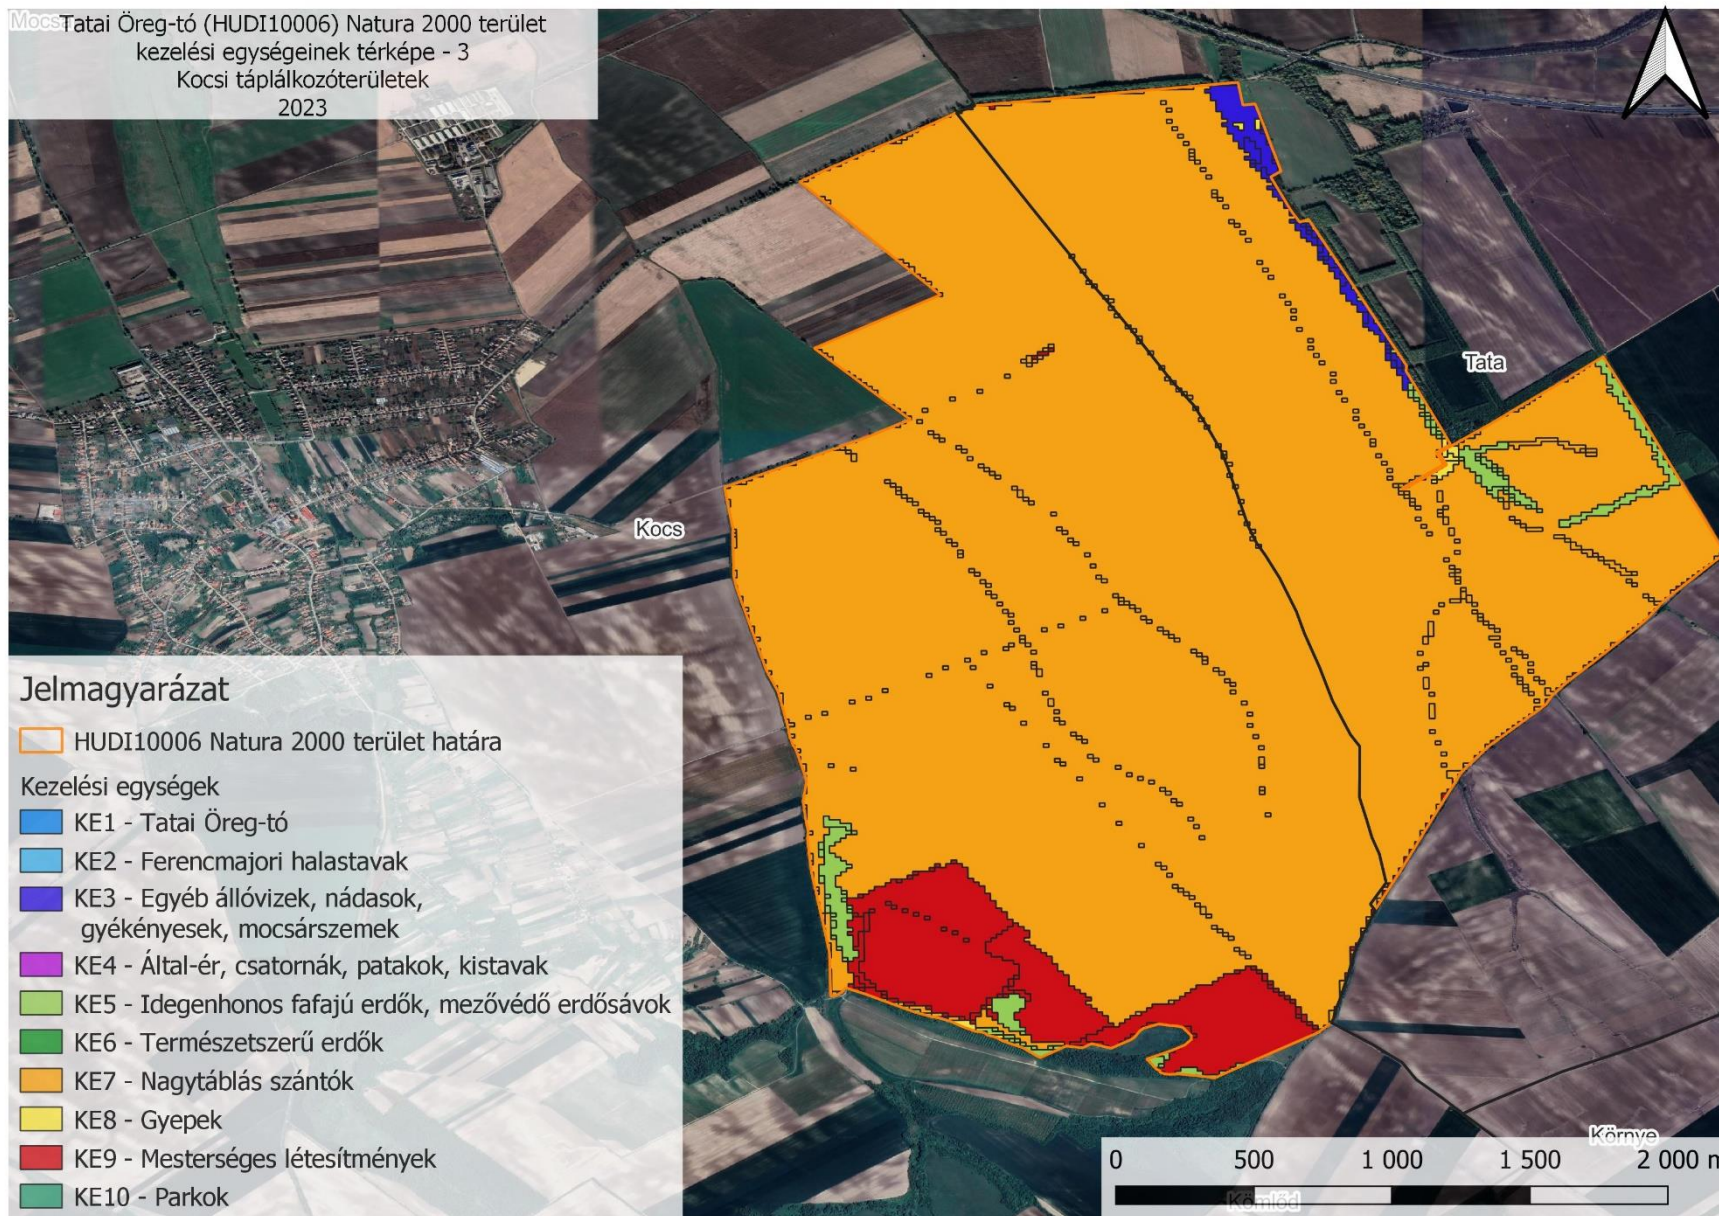 Mocsa
Tatai Öreg-tó (HUDI10006) Natura 2000 terület
kezelési egységeinek térképe - 3
Kocsi táplálkozóterületek
2023
Tata
Kocs
Jelmagyarázat
HUDI10006 Natura 2000 terület határa
Kezelési egységek
KE1 - Tatai Öreg-tó
KE2 - Ferencmajori halastavak
KE3 - Egyéb állóvizek, nádasok,
gyékényesek, mocsárszemek
KE4 - Által-ér, csatornák, patakok, kistavak
KE5 - Idegenhonos fafajú erdők, mezővédő erdősávok
KE6 - Természetszerű erdők
KE7 - Nagytáblás szántók
KE8 - Gyepek
KE9 - Mesterséges létesítmények
KE10 - Parkok
Környe
0 500 1 000 1 500 2 000 m
Kömlőd